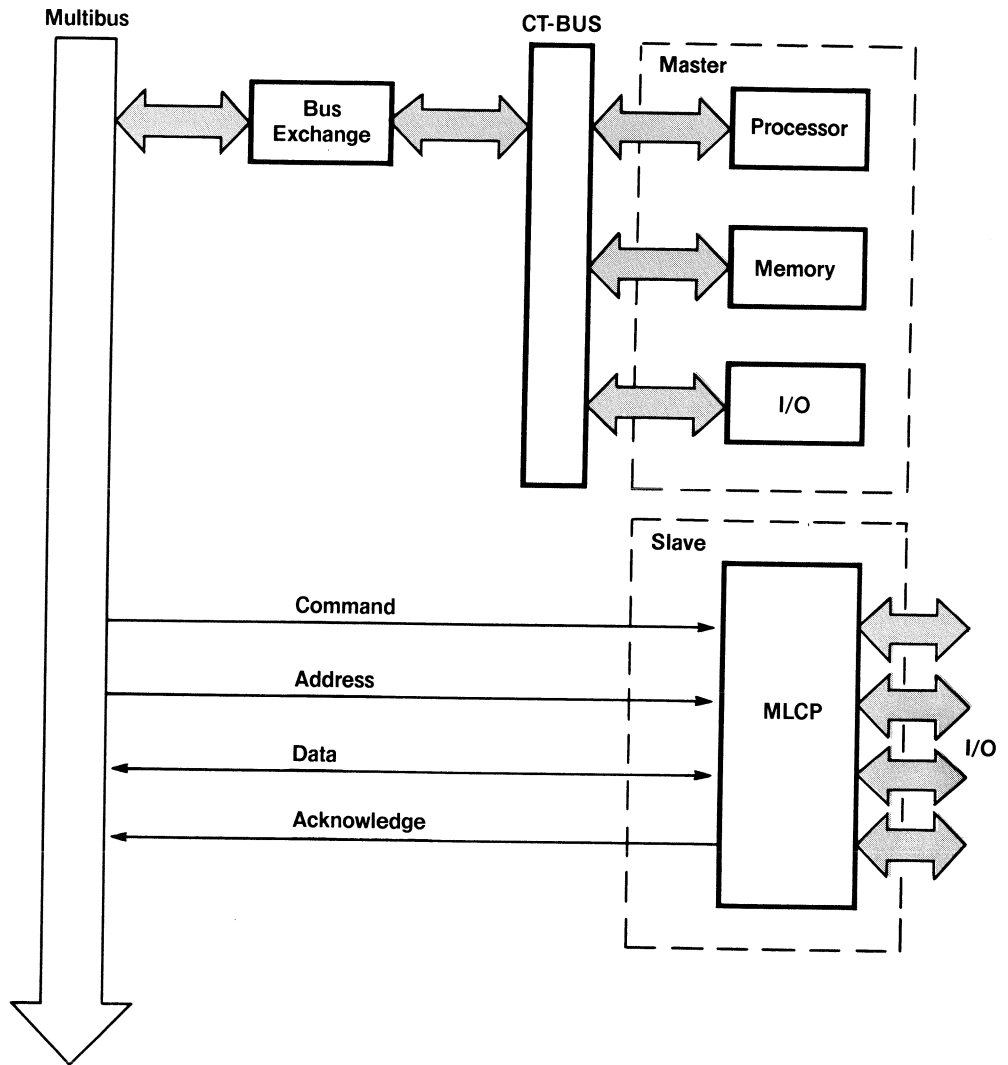 Multibus
CT-BUS
Master
Bus
Exchange
Processor
Memory
I/O
Slave
Command
Address
MLCP
Data
I/O
Acknowledge